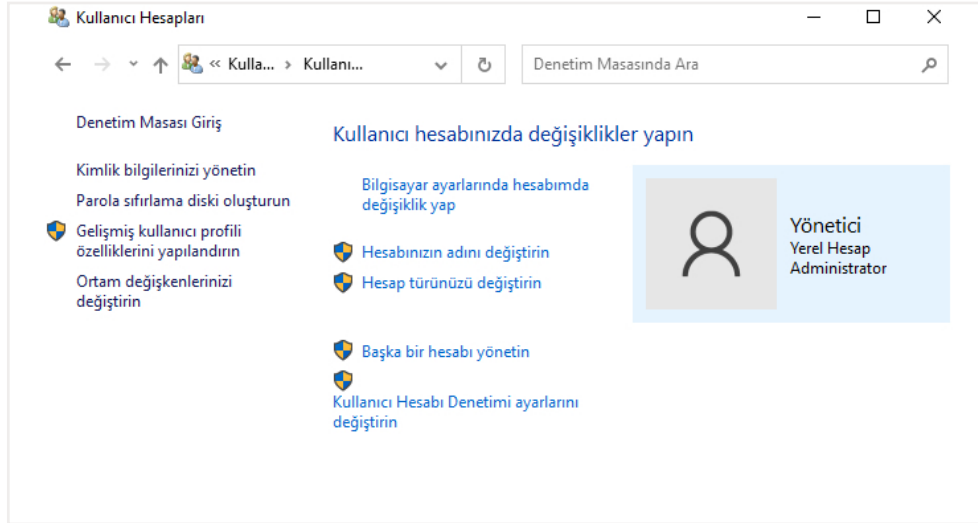 Kullanıcı Hesapları
« Kulla... › Kullanı...
Denetim Masasında Ara
Denetim Masası Giriş
Kimlik bilgilerinizi yönetin
Parola sıfırlama diski oluşturun
Gelişmiş kullanıcı profili
özelliklerini yapılandırın
Ortam değişkenlerinizi
değiştirin
Kullanıcı hesabınızda değişiklikler yapın
Bilgisayar ayarlarında hesabımda
değişiklik yap
Hesabınızın adını değiştirin
Hesap türünüzü değiştirin
Başka bir hesabı yönetin
Kullanıcı Hesabı Denetimi ayarlarını
değiştirin
Yönetici
Yerel Hesap
Administrator